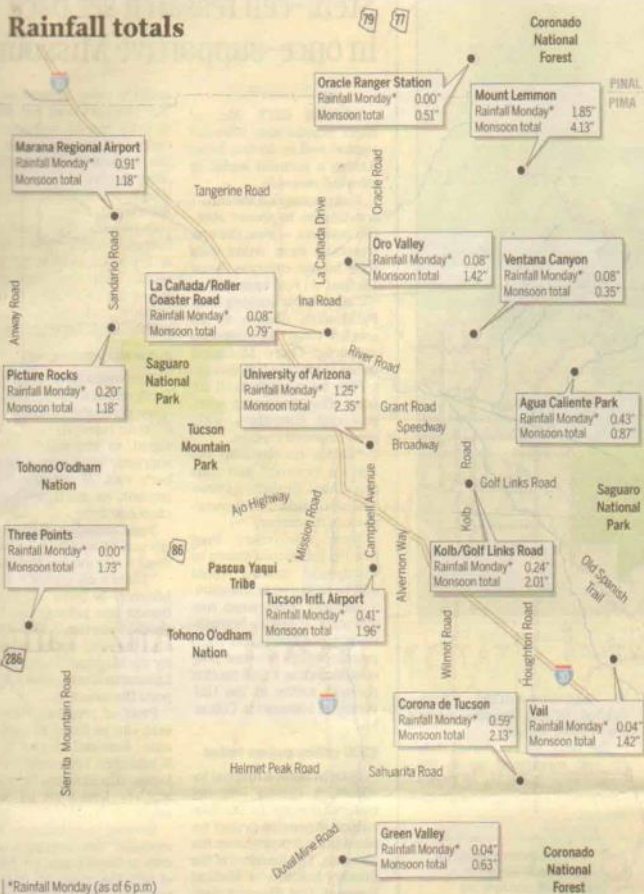 Rainfall totals
79
77
Coronado
National
Forest
Oracle Ranger Station
Rainfall Monday* 0.00"
Monsoon total 0.51"
Mount Lemmon
Rainfall Monday* 1.85"
Monsoon total 4.13"
PINAL
PIMA
10
Marana Regional Airport
Rainfall Monday* 0.91"
Monsoon total 1.18"
Tangerine Road
La Cañada Drive
Oracle Road
Sandario Road
Anway Road
Oro Valley
Rainfall Monday* 0.08"
Monsoon total 1.42"
Ventana Canyon
Rainfall Monday* 0.08"
Monsoon total 0.35"
La Cañada/Roller
Coaster Road
Rainfall Monday* 0.08"
Monsoon total 0.79"
Ina Road
River Road
Picture Rocks
Rainfall Monday* 0.20"
Monsoon total 1.18"
Saguaro
National
Park
University of Arizona
Rainfall Monday* 1.25"
Monsoon total 2.35"
Grant Road
Speedway
Broadway
Agua Caliente Park
Rainfall Monday* 0.43"
Monsoon total 0.87"
Tucson
Mountain
Park
Tohono O'odham
Nation
Ajo Highway
Mission Road
Campbell Avenue
Alvernon Way
Kolb Road
Golf Links Road
Saguaro
National
Park
Three Points
Rainfall Monday* 0.00"
Monsoon total 1.73"
86
Pascua Yaqui
Tribe
Kolb/Golf Links Road
Rainfall Monday* 0.24"
Monsoon total 2.01"
Old Spanish
Trail
Tucson Intl. Airport
Rainfall Monday* 0.41"
Monsoon total 1.96"
Tohono O'odham
Nation
286
Wilmot Road
Houghton Road
10
Sierrita Mountain Road
Corona de Tucson
Rainfall Monday* 0.59"
Monsoon total 2.13"
Vail
Rainfall Monday* 0.04"
Monsoon total 1.42"
Helmet Peak Road
Sahuarita Road
Duval Mine Road
Green Valley
Rainfall Monday* 0.04"
Monsoon total 0.63"
Coronado
National
Forest
*Rainfall Monday (as of 6 p.m)